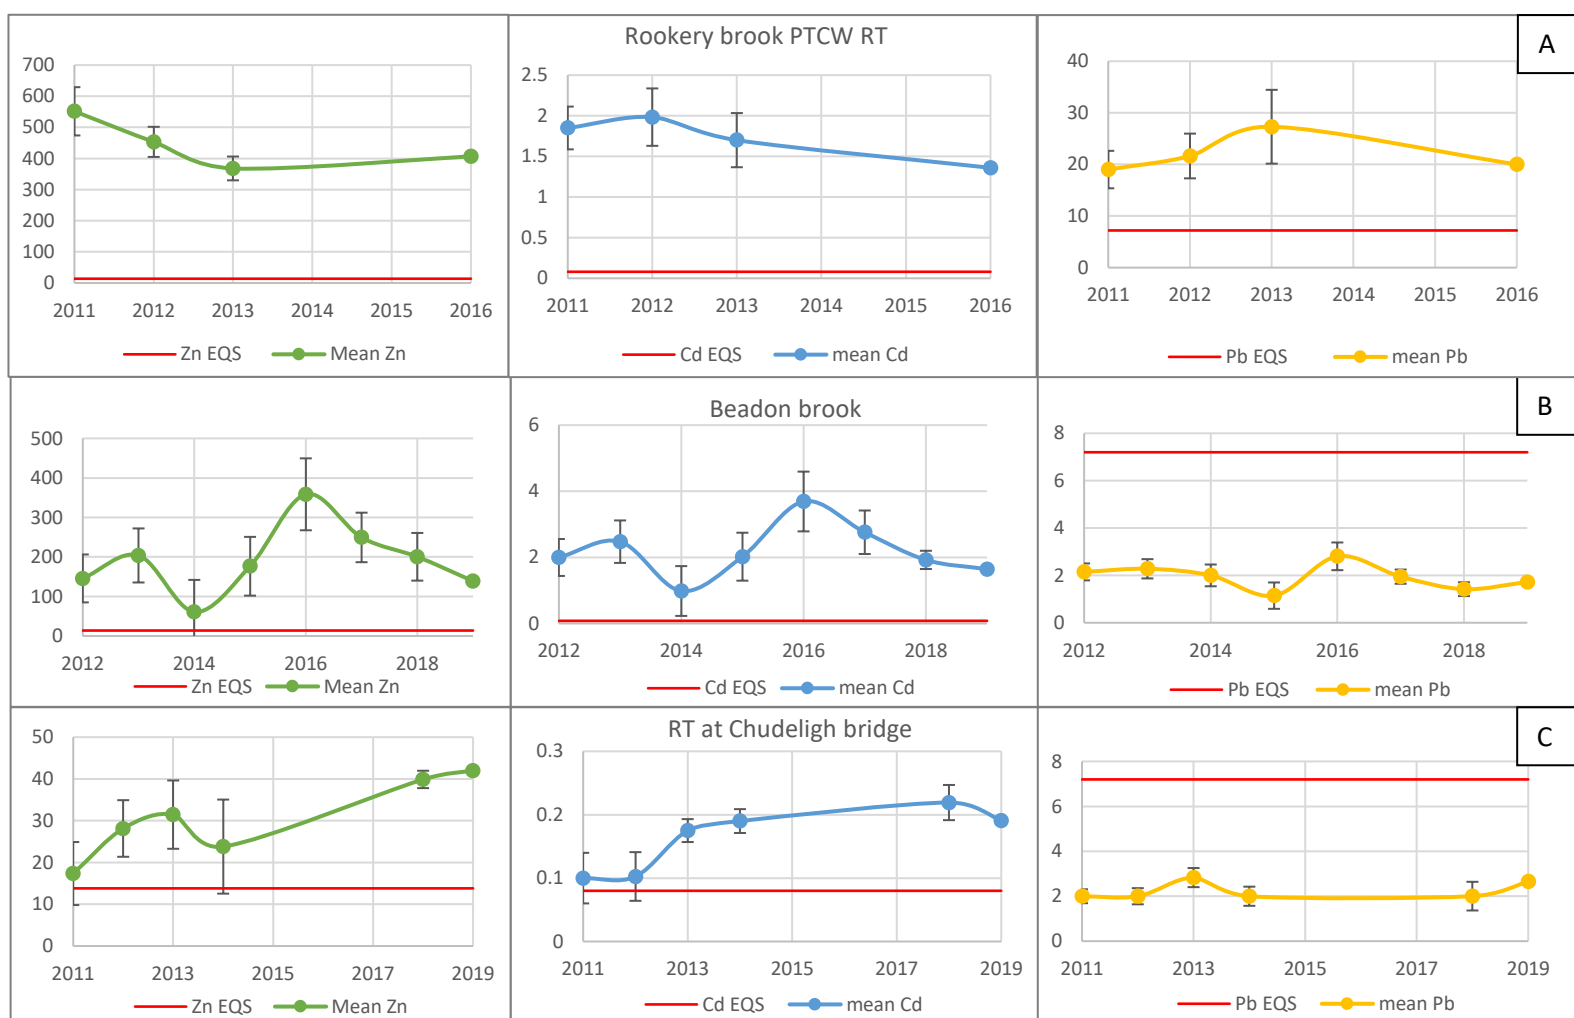 Rookery brook PTCW RT
A
700
600
500
400
300
200
100
0
2011 2012 2013 2014 2015 2016
Zn EQS Mean Zn
2.5
2
1.5
1
0.5
0
2011 2012 2013 2014 2015 2016
Cd EQS mean Cd
40
30
20
10
0
2011 2012 2013 2014 2015 2016
Pb EQS mean Pb
Beadon brook
B
500
400
300
200
100
0
2012 2014 2016 2018
Zn EQS Mean Zn
6
4
2
0
2012 2014 2016 2018
Cd EQS mean Cd
8
6
4
2
0
2012 2014 2016 2018
Pb EQS mean Pb
RT at Chudeligh bridge
C
50
40
30
20
10
0
2011 2013 2015 2017 2019
Zn EQS Mean Zn
0.3
0.2
0.1
0
2011 2013 2015 2017 2019
Cd EQS mean Cd
8
6
4
2
0
2011 2013 2015 2017 2019
Pb EQS mean Pb